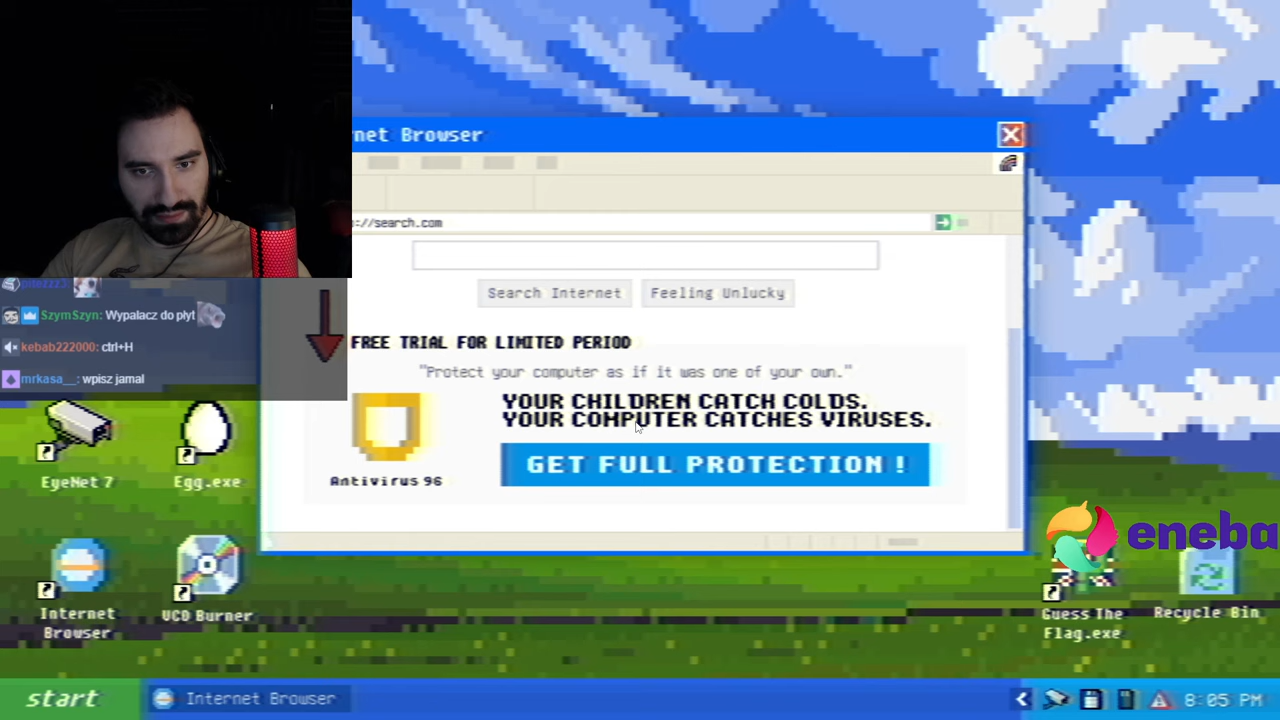 net Browser
://search.com
Search Internet
Feeling Unlucky
SzymSzyn: Wypalacz do płyt
kebab222000: ctrl+H
mrkasa__: wpisz jamal
FREE TRIAL FOR LIMITED PERIOD
"Protect your computer as if it was one of your own."
YOUR CHILDREN CATCH COLDS.
YOUR COMPUTER CATCHES VIRUSES.
GET FULL PROTECTION !
Antivirus 96
EyeNet 7
Egg.exe
eneba
Internet
Browser
VCD Burner
Guess The
Flag.exe
Recycle Bin
start
Internet Browser
8:05 PM